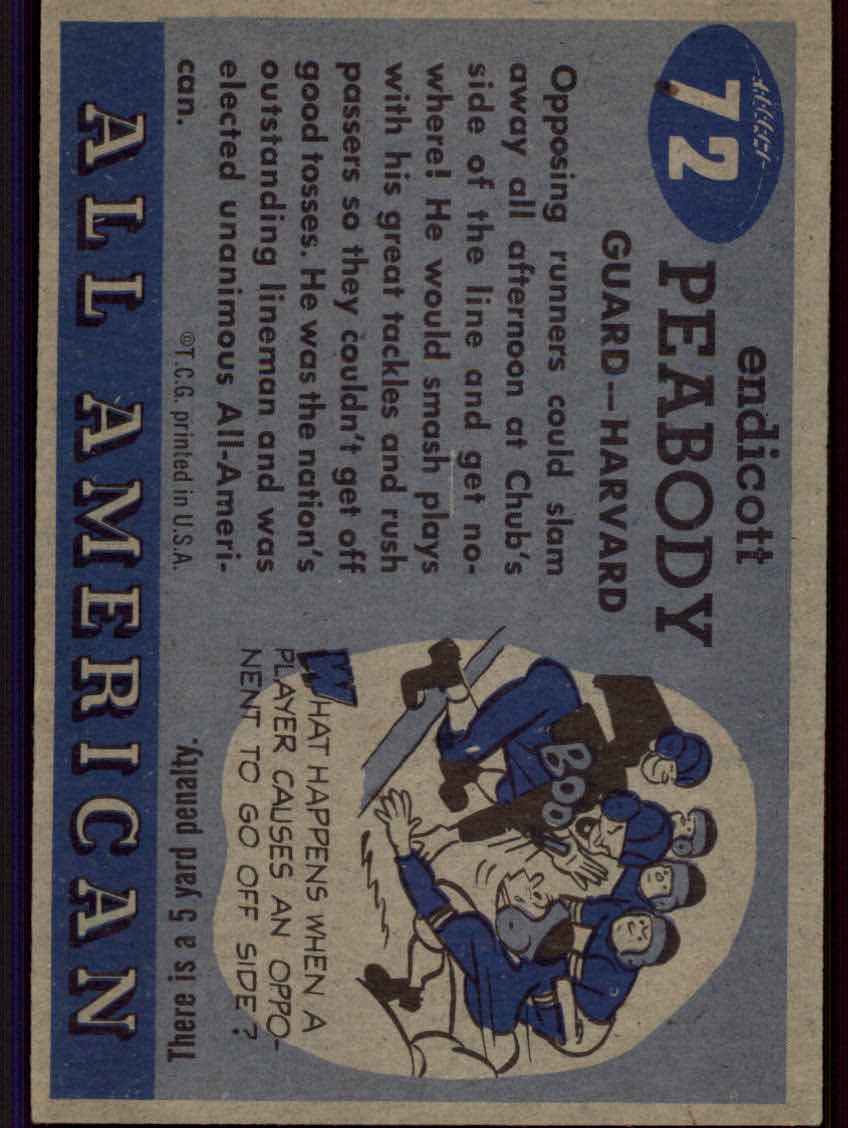 72
endicott
PEABODY
GUARD—HARVARD
Opposing runners could slam
away all afternoon at Chub's
side of the line and get no-
where! He would smash plays
with his great tackles and rush
passers so they couldn't get off
good tosses. He was the nation's
outstanding lineman and was
elected unanimous All-Ameri-
can.
©T.C.G. printed in U.S.A.
BOO
WHAT HAPPENS WHEN A
PLAYER CAUSES AN OPPO-
NENT TO GO OFF SIDE?
There is a 5 yard penalty.
ALL AMERICAN